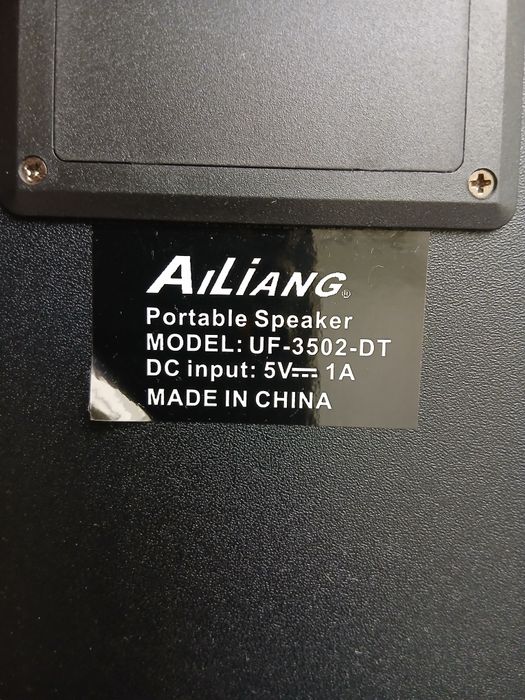 AiLiANG®
Portable Speaker
MODEL: UF-3502-DT
DC input: 5V⎓ 1A
MADE IN CHINA